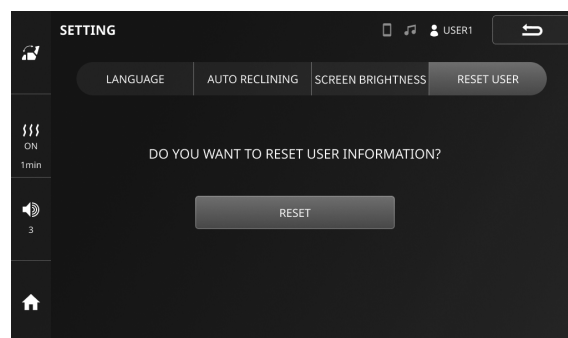 SETTING
USER1
LANGUAGE
AUTO RECLINING
SCREEN BRIGHTNESS
RESET USER
ON
1min
DO YOU WANT TO RESET USER INFORMATION?
RESET
3